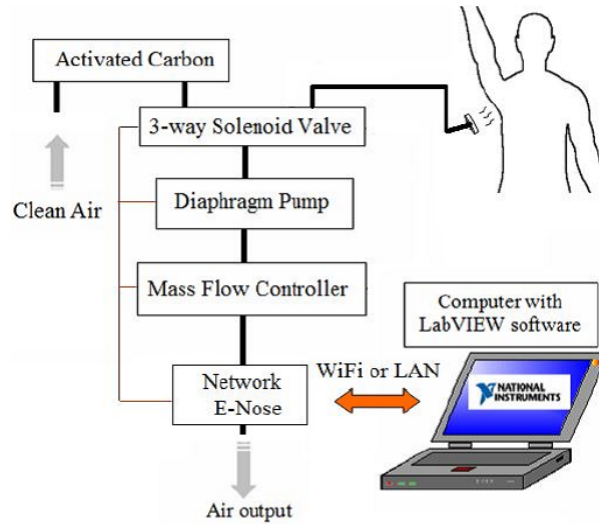 Activated Carbon
3-way Solenoid Valve
Clean Air
Diaphragm Pump
Mass Flow Controller
Computer with
LabVIEW software
WiFi or LAN
Network
E-Nose
NATIONAL
INSTRUMENTS
Air output